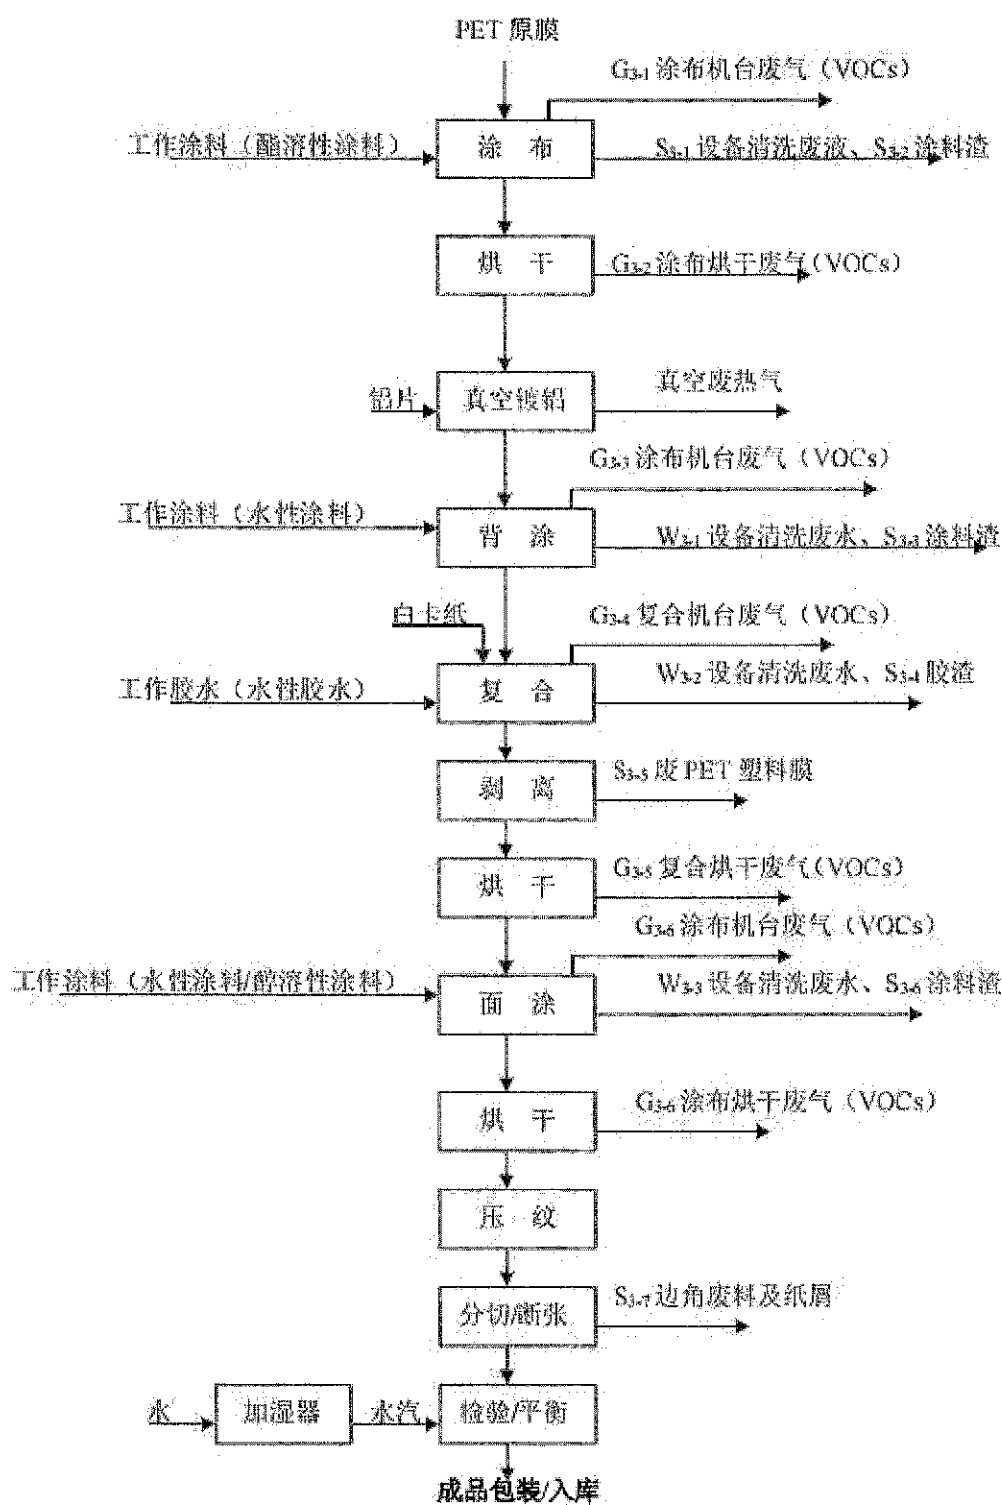 PET 原膜
G3-1 涂布机台废气（VOCs）
工作涂料（酯溶性涂料）
涂 布
S3-1 设备清洗废液、S3-2 涂料渣
烘 干
G3-2 涂布烘干废气(VOCs)
真空废热气
铝片
真空镀铝
G3-3 涂布机台废气（VOCs）
工作涂料（水性涂料）
背 涂
W3-1 设备清洗废水、S3-3 涂料渣
白卡纸
G3-4 复合机台废气（VOCs）
工作胶水（水性胶水）
复 合
W3-2 设备清洗废水、S3-4 胶渣
剥 离
S3-5 废 PET 塑料膜
烘 干
G3-5 复合烘干废气(VOCs)
G3-6 涂布机台废气（VOCs）
工作涂料（水性涂料/醇溶性涂料）
面 涂
W3-3 设备清洗废水、S3-6 涂料渣
烘 干
G3-6 涂布烘干废气（VOCs）
压 纹
分切/断张
S3-7 边角废料及纸屑
水
加湿器
水汽
检验/平衡
成品包装/入库